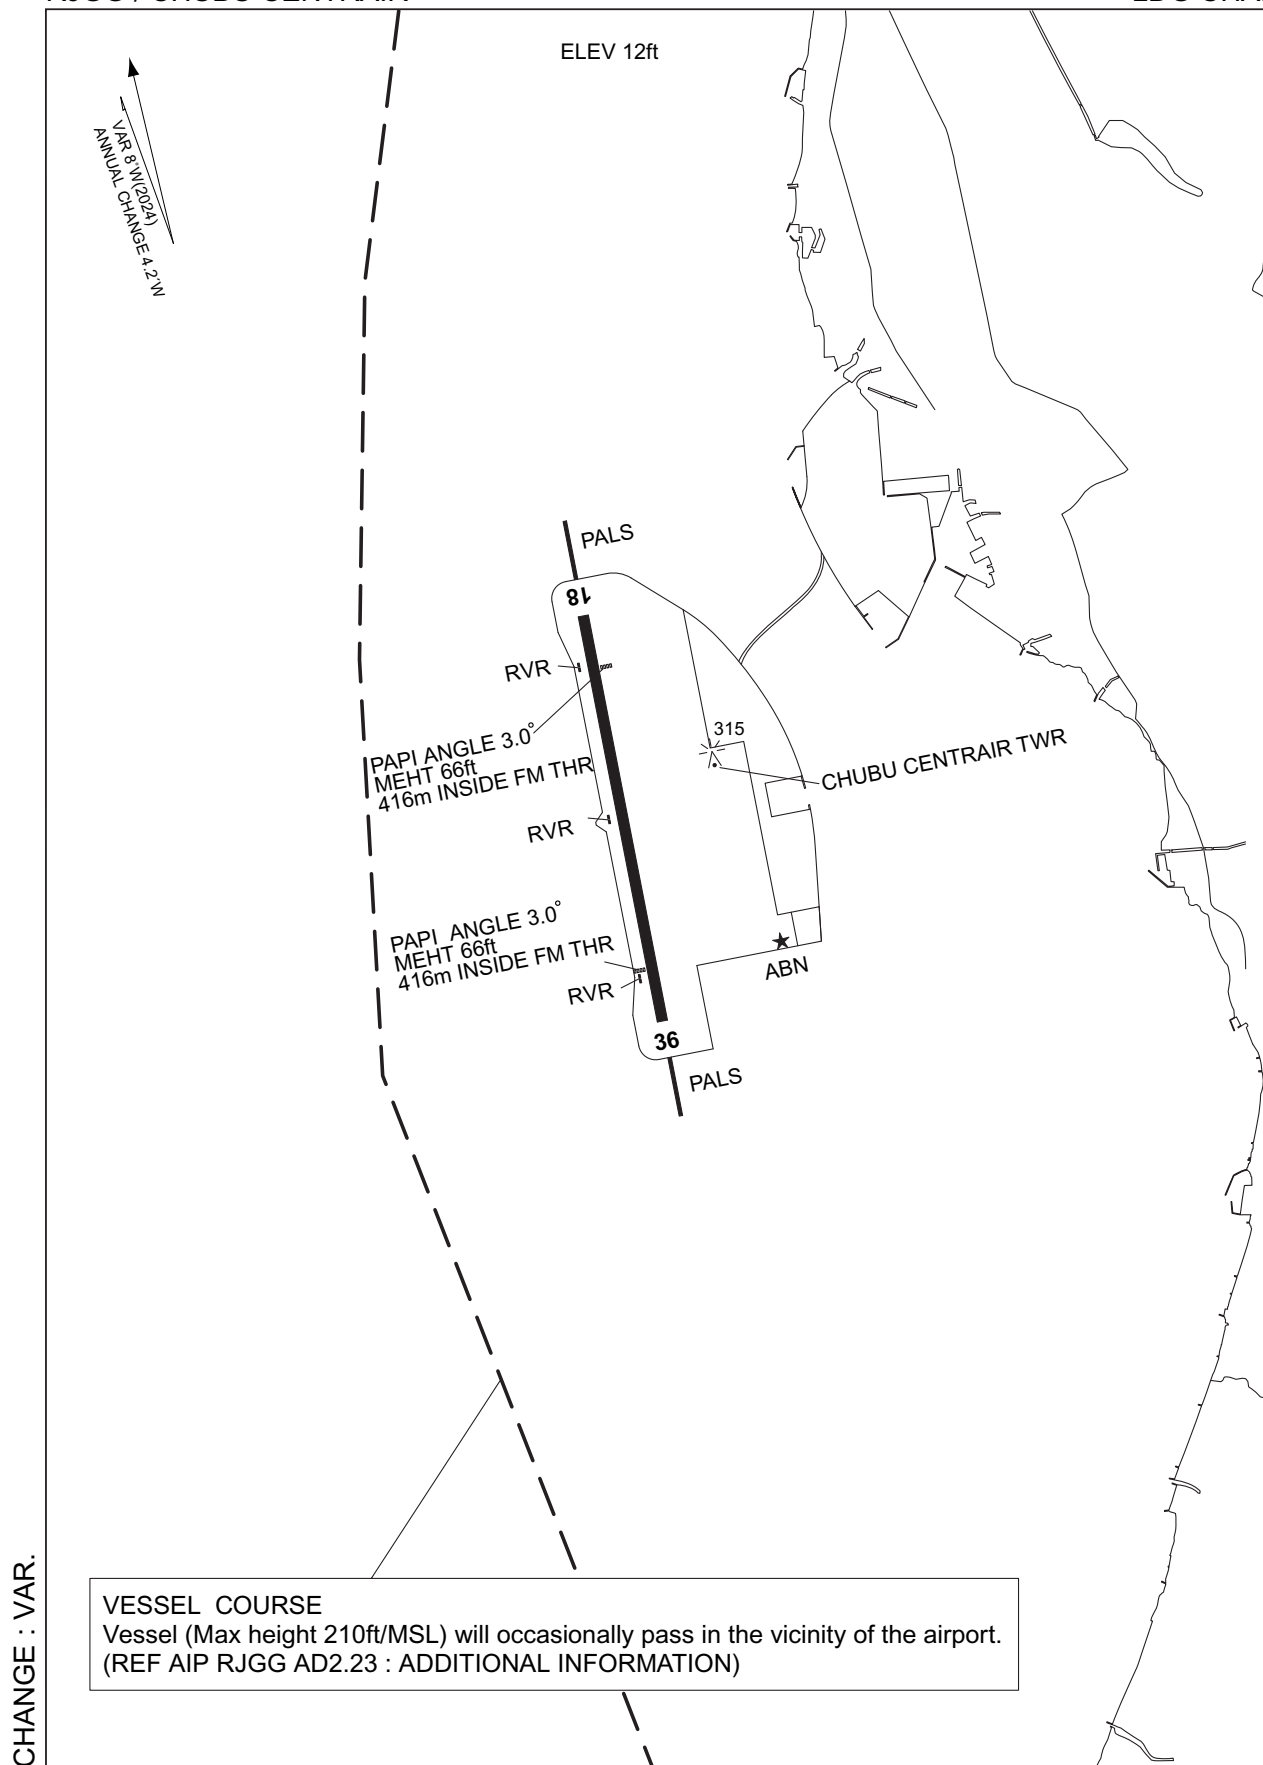 ELEV 12ft
VAR 8°W(2024)
ANNUAL CHANGE 4.2'W
PALS
18
RVR
PAPI ANGLE 3.0°
MEHT 66ft
416m INSIDE FM THR
315
CHUBU CENTRAIR TWR
RVR
PAPI ANGLE 3.0°
MEHT 66ft
416m INSIDE FM THR
RVR
ABN
36
PALS
VESSEL COURSE
Vessel (Max height 210ft/MSL) will occasionally pass in the vicinity of the airport.
(REF AIP RJGG AD2.23 : ADDITIONAL INFORMATION)
CHANGE : VAR.